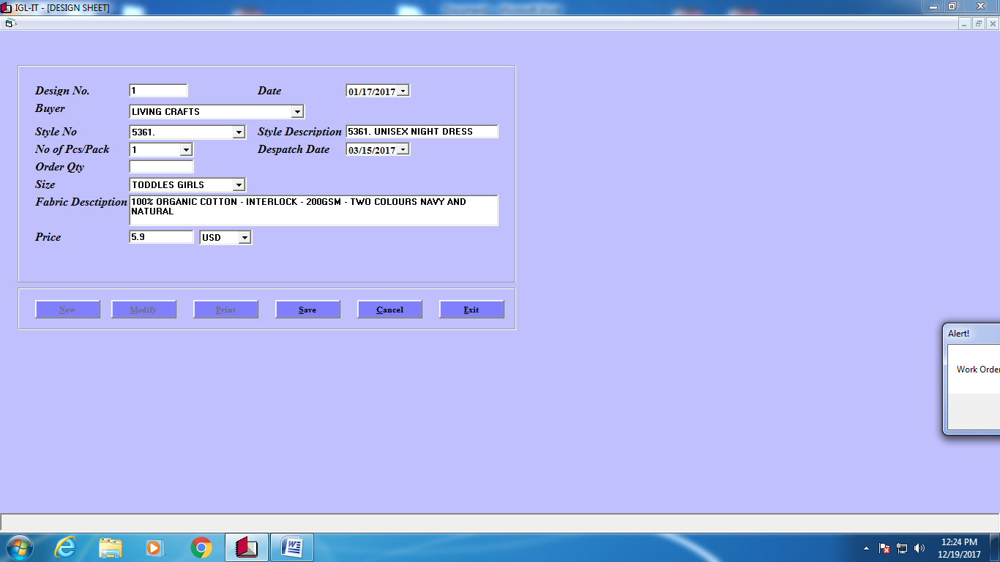 IGL-IT - [DESIGN SHEET]
Design No. 1 Date 01/17/2017
Buyer LIVING CRAFTS
Style No 5361. Style Description 5361. UNISEX NIGHT DRESS
No of Pcs/Pack 1 Despatch Date 03/15/2017
Order Qty
Size TODDLES GIRLS
Fabric Desctiption 100% ORGANIC COTTON - INTERLOCK - 200GSM - TWO COLOURS NAVY AND
NATURAL
Price 5.9 USD
New Modify Print Save Cancel Exit
Alert!
Work Order
12:24 PM
12/19/2017